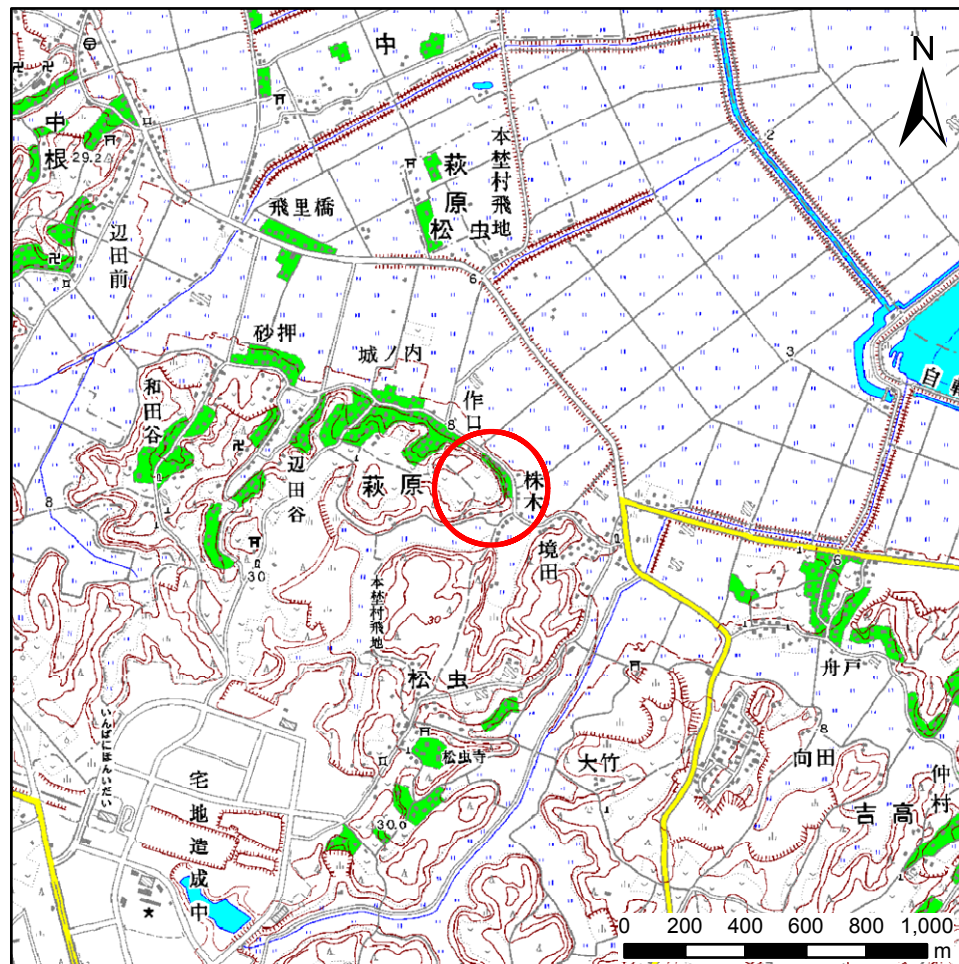 N
中
中根
29.2
萩原
松虫
本埜村飛地
2
飛里橋
辺田前
6
砂押
城ノ内
3
自転
和田谷
作口
8
辺田谷
萩原
株木
8
境田
6
30
本埜村飛地
30
舟戸
松虫
いんばにほんいだい
松虫寺
大竹
向田
8
仲村
宅地造成中
吉高
30.0
0 200 400 600 800 1,000
m